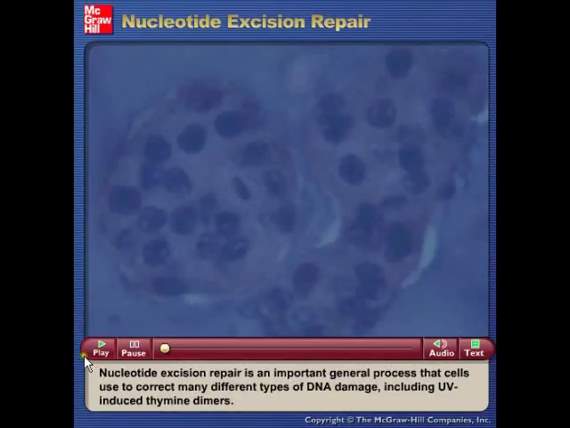 Mc
Graw
Hill
Nucleotide Excision Repair
Play
Pause
Audio
Text
Nucleotide excision repair is an important general process that cells
use to correct many different types of DNA damage, including UV-
induced thymine dimers.
Copyright © The McGraw-Hill Companies, Inc.